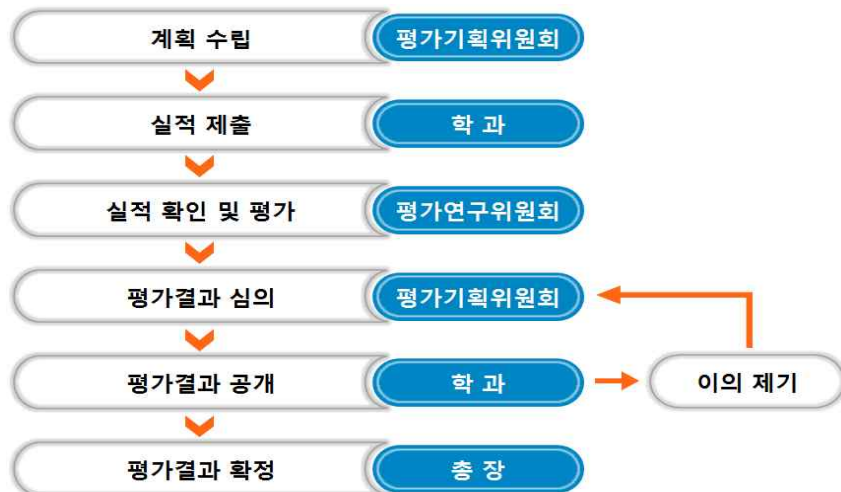 계획 수립 평가기획위원회
실적 제출 학 과
실적 확인 및 평가 평가연구위원회
평가결과 심의 평가기획위원회
평가결과 공개 학 과 이의 제기
평가결과 확정 총 장